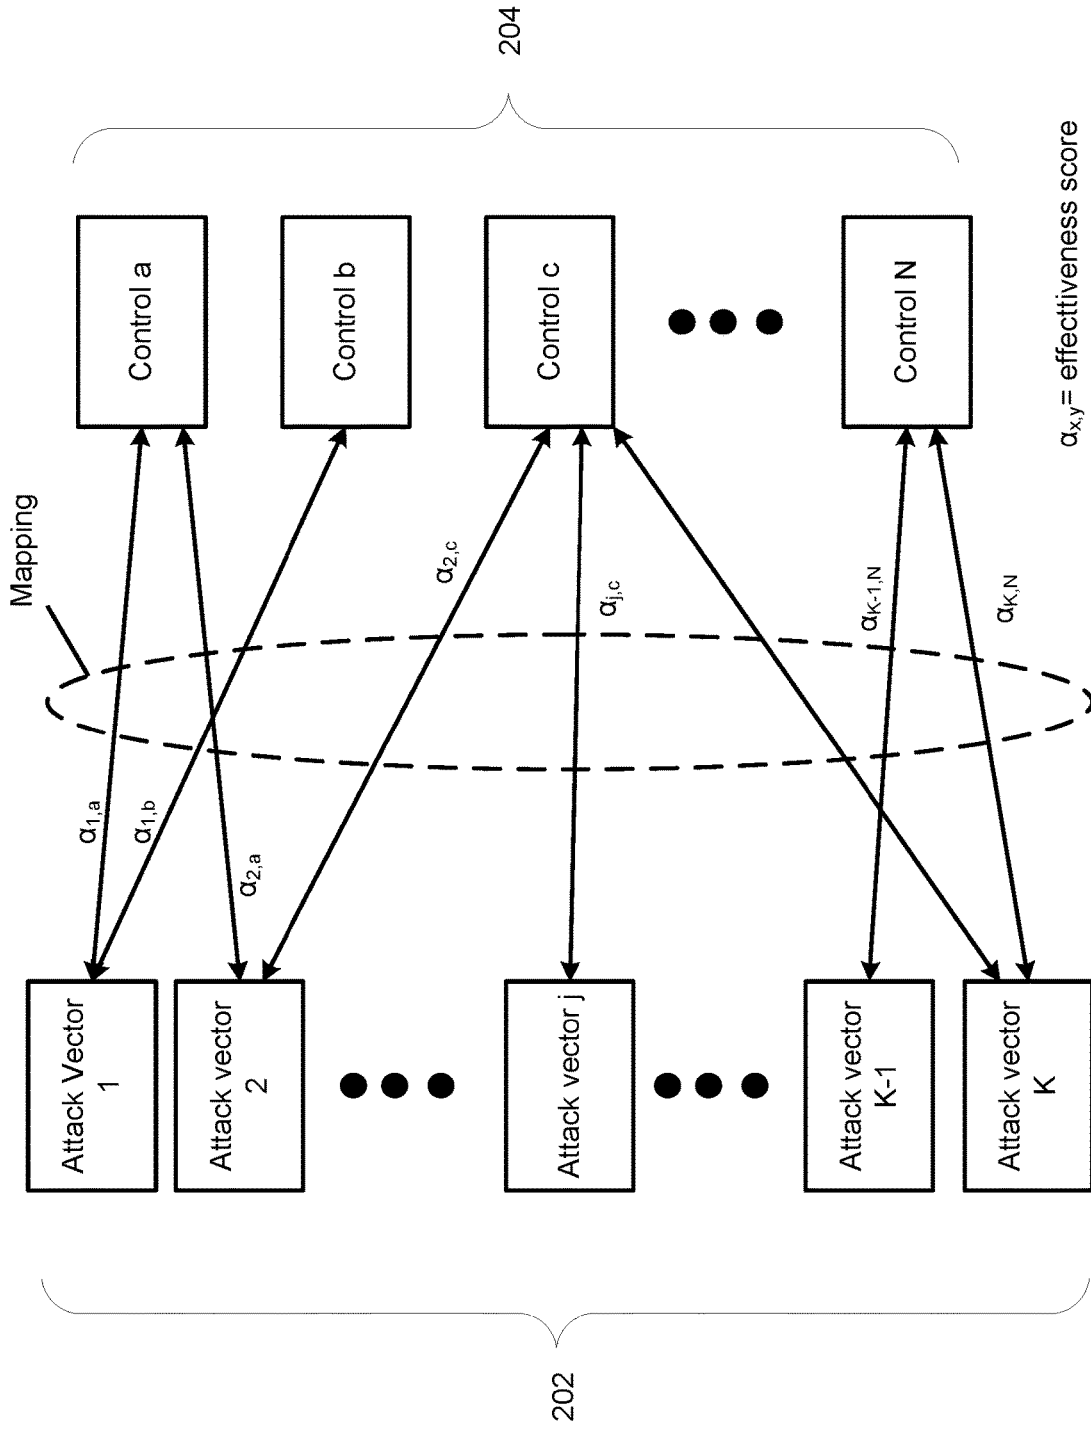 Mapping
202
204
Attack Vector
1
Attack vector
2
Attack vector j
Attack vector
K-1
Attack vector
K
α1,a
α1,b
α2,a
α2,c
αj,c
αK-1,N
αK,N
Control a
Control b
Control c
Control N
αx,y= effectiveness score